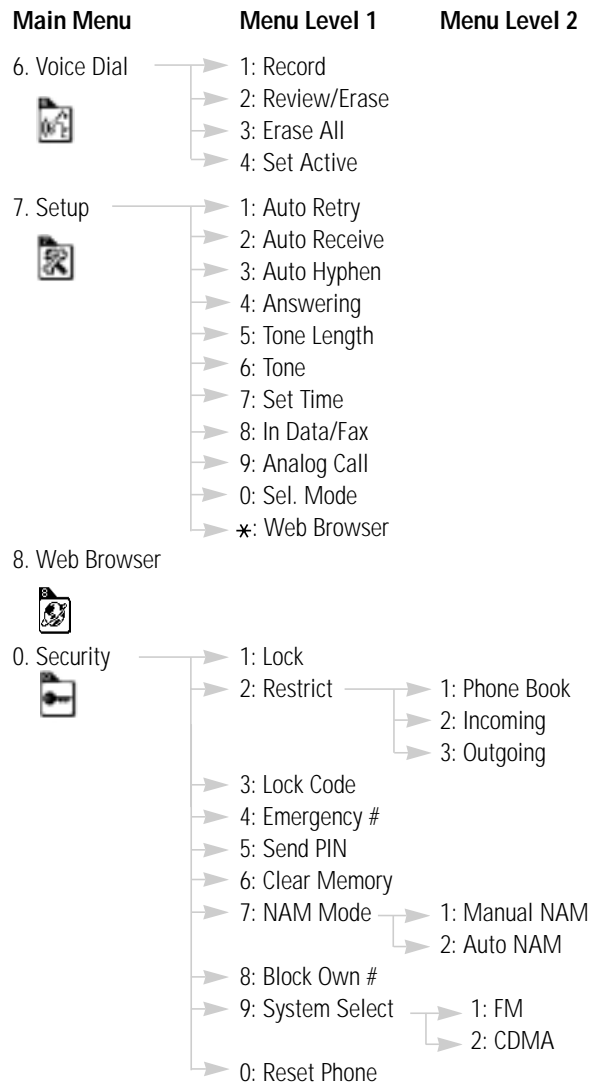 Main Menu Menu Level 1 Menu Level 2
6. Voice Dial 1: Record
2: Review/Erase
3: Erase All
4: Set Active
7. Setup 1: Auto Retry
2: Auto Receive
3: Auto Hyphen
4: Answering
5: Tone Length
6: Tone
7: Set Time
8: In Data/Fax
9: Analog Call
0: Sel. Mode
*: Web Browser
8. Web Browser
8
0. Security 1: Lock
2: Restrict 1: Phone Book
2: Incoming
3: Outgoing
3: Lock Code
4: Emergency #
5: Send PIN
6: Clear Memory
7: NAM Mode 1: Manual NAM
2: Auto NAM
8: Block Own #
9: System Select 1: FM
2: CDMA
0: Reset Phone